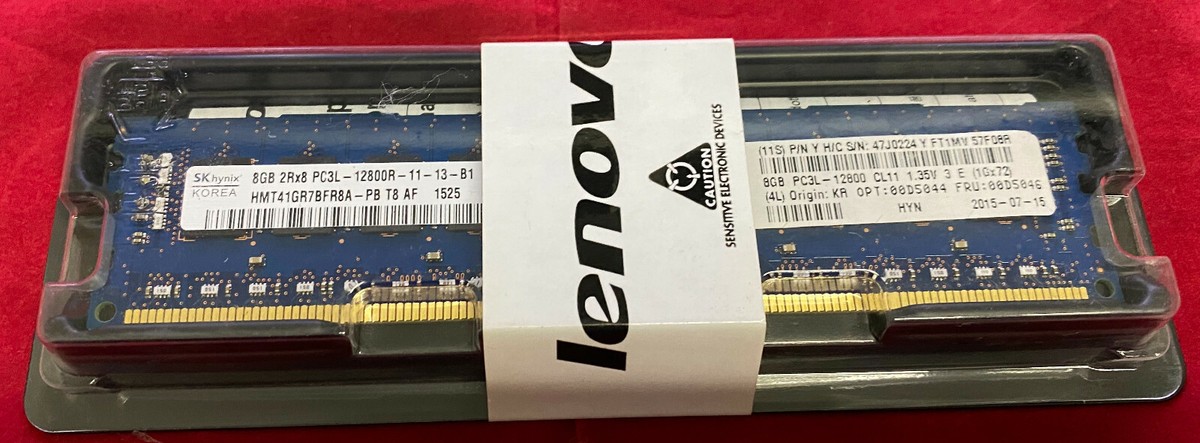 SK hynix
KOREA
8GB 2Rx8 PC3L-12800R-11-13-B1
HMT41GR7BFR8A-PB T8 AF 1525
lenovo
CAUTION
SENSITIVE ELECTRONIC DEVICES
(11S) P/N Y H/C S/N: 47J0224 Y FT1MV 57F08R
8GB PC3L-12800 CL11 1.35V 3 E (1Gx72)
(4L) Origin: KR OPT:00D5044 FRU:00D5046
HYN 2015-07-15